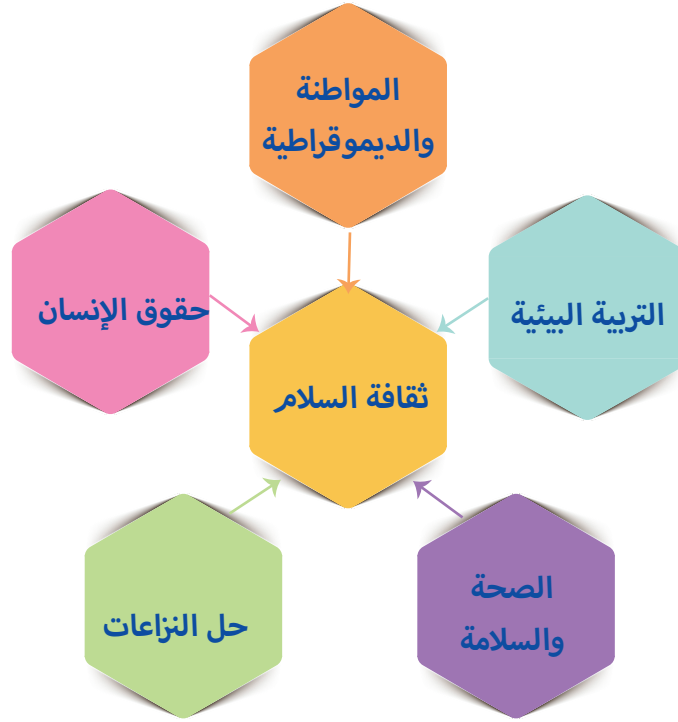 المواطنة
والديموقراطية
التربية البيئية
حقوق الإنسان
ثقافة السلام
الصحة
والسلامة
حل النزاعات